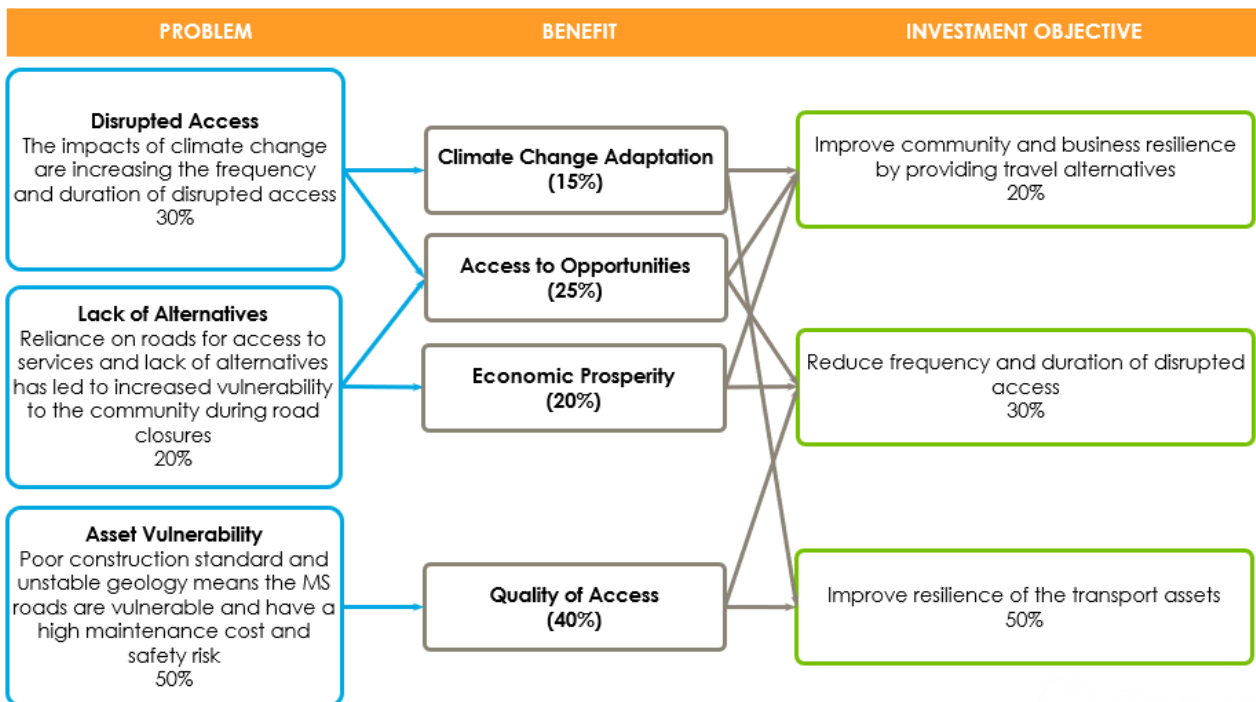 PROBLEM
BENEFIT
INVESTMENT OBJECTIVE
Disrupted Access
The impacts of climate change
are increasing the frequency
and duration of disrupted access
30%
Lack of Alternatives
Reliance on roads for access to
services and lack of alternatives
has led to increased vulnerability
to the community during road
closures
20%
Asset Vulnerability
Poor construction standard and
unstable geology means the MS
roads are vulnerable and have a
high maintenance cost and
safety risk
50%
Climate Change Adaptation
(15%)
Access to Opportunities
(25%)
Economic Prosperity
(20%)
Quality of Access
(40%)
Improve community and business resilience
by providing travel alternatives
20%
Reduce frequency and duration of disrupted
access
30%
Improve resilience of the transport assets
50%